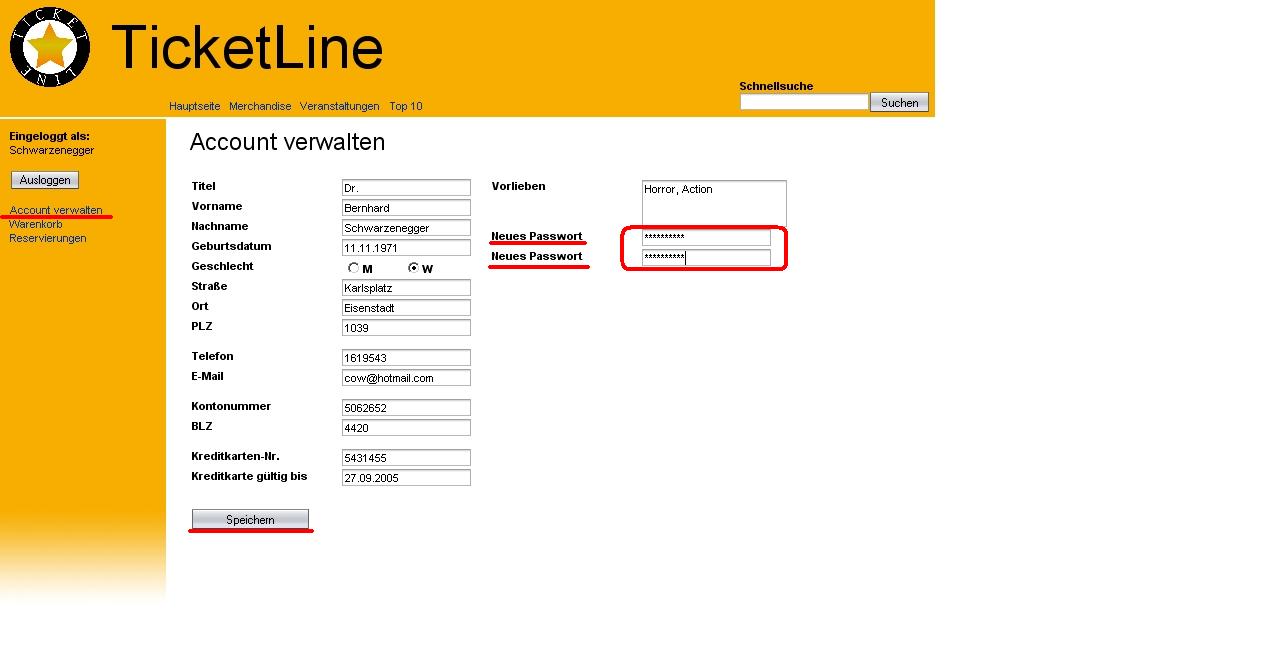 TICKET
LINE
TicketLine
Schnellsuche
Hauptseite Merchandise Veranstaltungen Top 10
Suchen
Eingeloggt als:
Schwarzenegger
Ausloggen
Account verwalten
Warenkorb
Reservierungen
Account verwalten
Titel Dr.
Vorname Bernhard
Nachname Schwarzenegger
Geburtsdatum 11.11.1971
Geschlecht M W
Straße Karlsplatz
Ort Eisenstadt
PLZ 1039
Telefon 1619543
E-Mail cow@hotmail.com
Kontonummer 5062652
BLZ 4420
Kreditkarten-Nr. 5431455
Kreditkarte gültig bis 27.09.2005
Speichern
Vorlieben Horror, Action
Neues Passwort **********
Neues Passwort **********